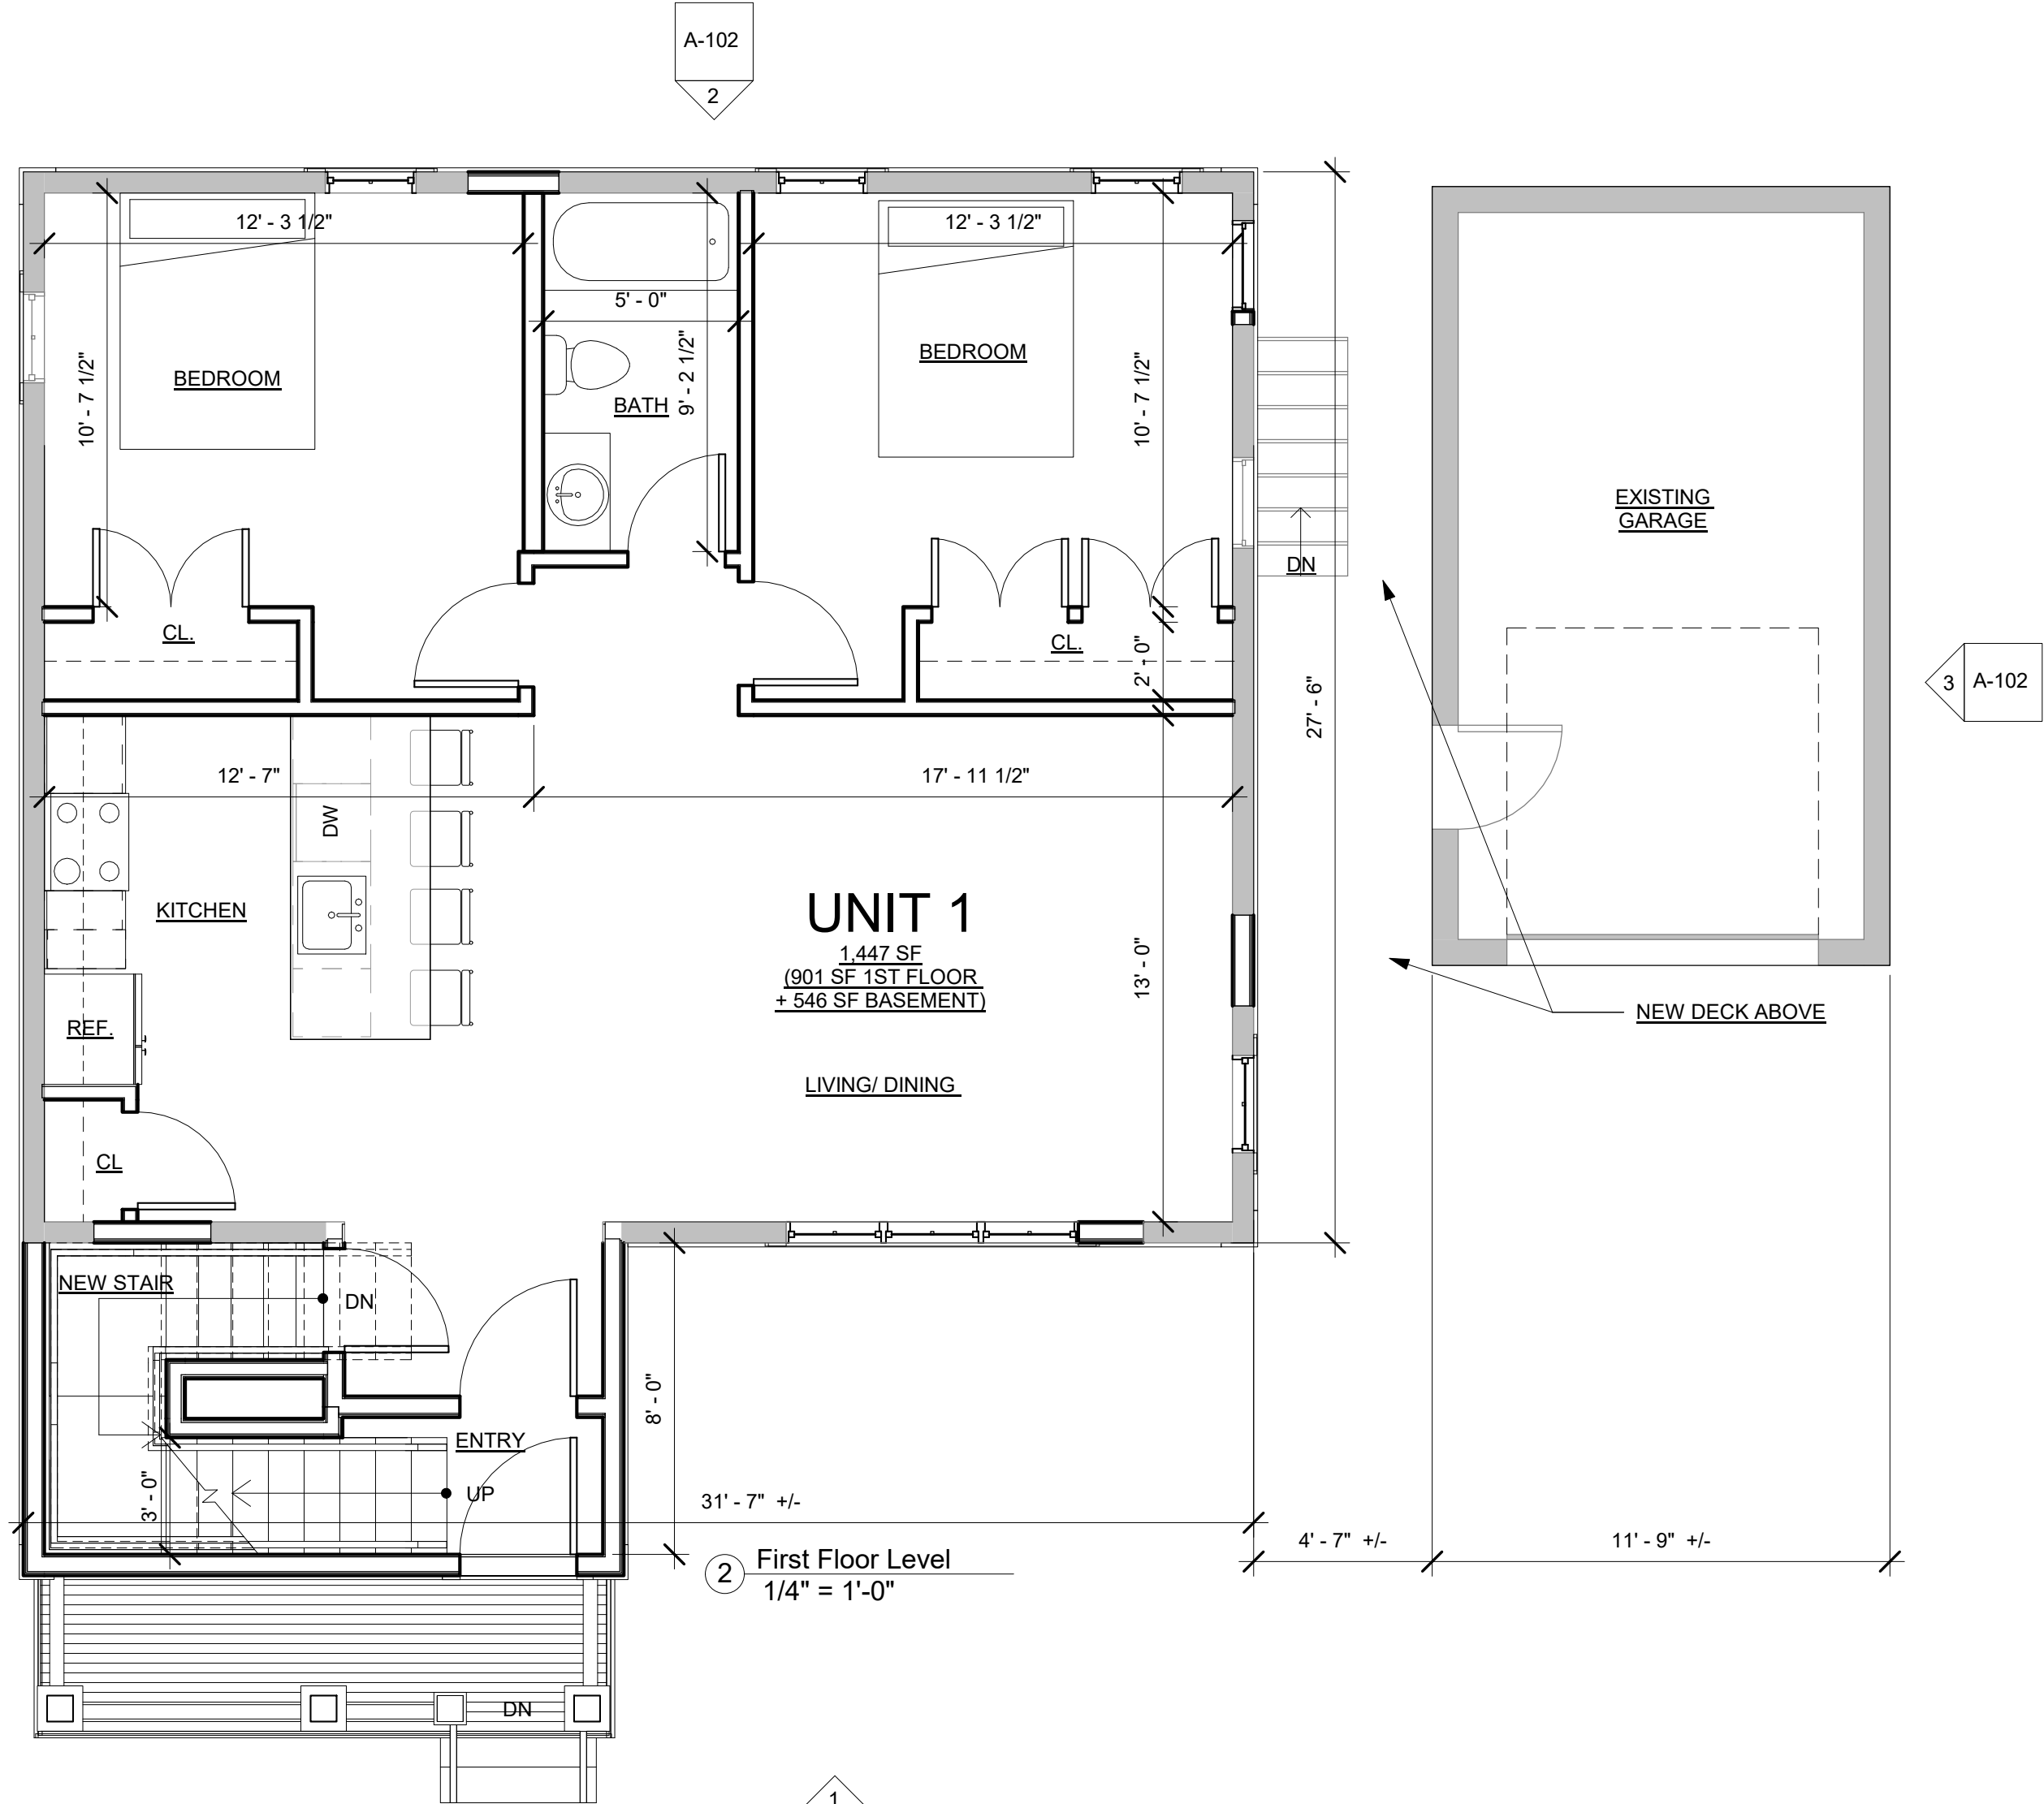 A-102
2
12' - 3 1/2"
12' - 3 1/2"
5' - 0"
10' - 7 1/2"
BEDROOM
BATH
9' - 2 1/2"
BEDROOM
10' - 7 1/2"
EXISTING
GARAGE
DN
CL.
CL.
2' - 0"
27' - 6"
3
A-102
12' - 7"
17' - 11 1/2"
DW
KITCHEN
UNIT 1
1,447 SF
(901 SF 1ST FLOOR
+ 546 SF BASEMENT)
13' - 0"
NEW DECK ABOVE
REF.
LIVING/ DINING
CL
NEW STAIR
DN
8' - 0"
ENTRY
3' - 0"
UP
31' - 7" +/-
4' - 7" +/-
11' - 9" +/-
2
First Floor Level
1/4" = 1'-0"
DN
1